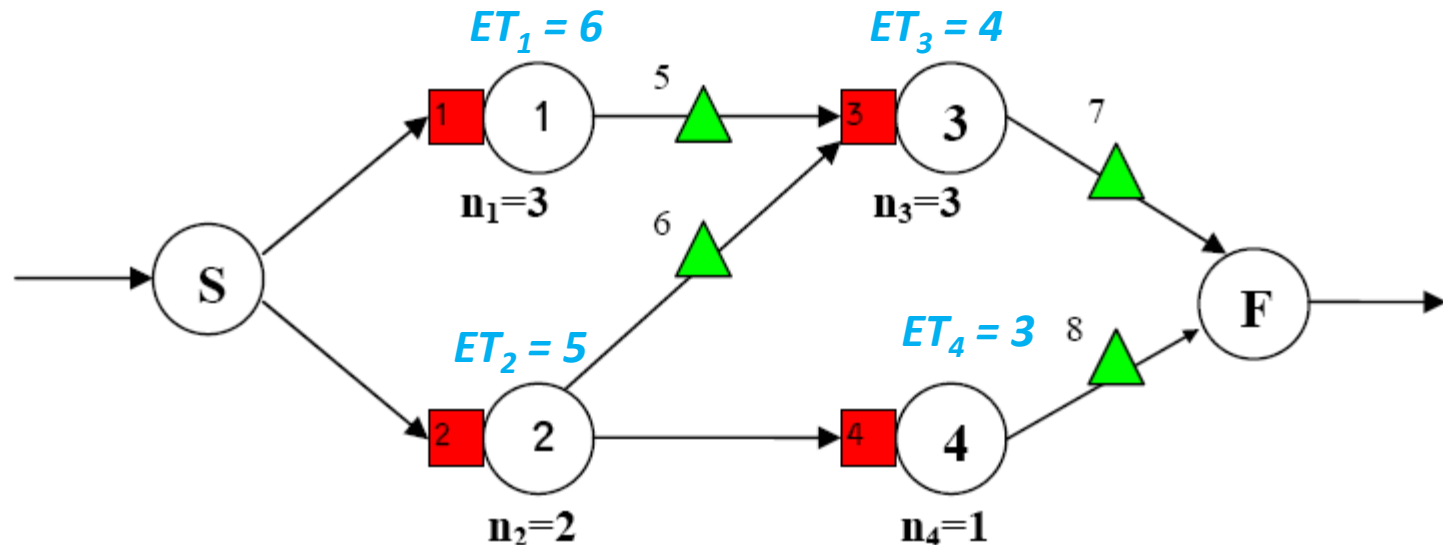 ET₁ = 6
ET₃ = 4
5
7
1
1
3
3
n₁=3
n₃=3
6
S
F
ET₂ = 5
ET₄ = 3
8
2
2
4
4
n₂=2
n₄=1